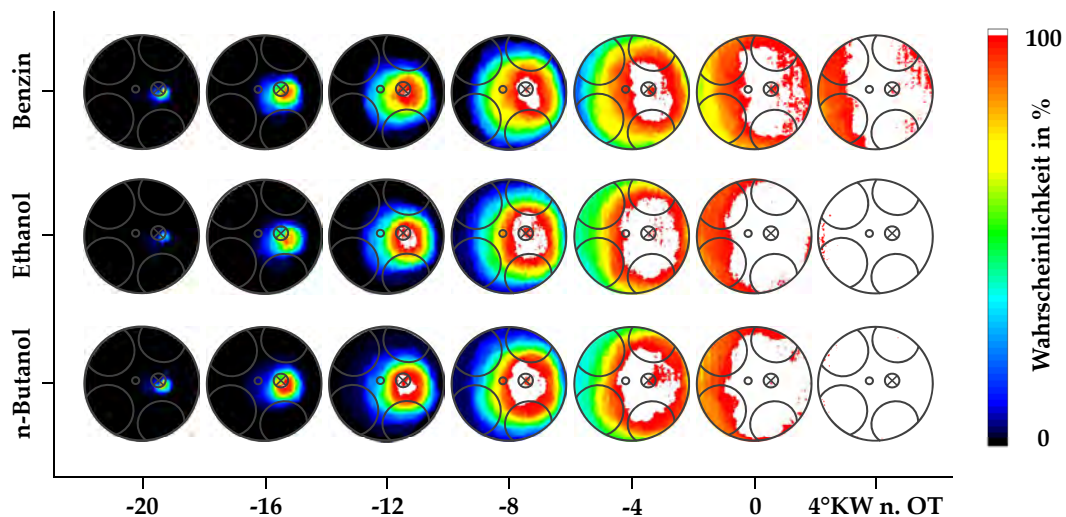 Benzin
Ethanol
n-Butanol
-20 -16 -12 -8 -4 0 4°KW n. OT
100
Wahrscheinlichkeit in %
0